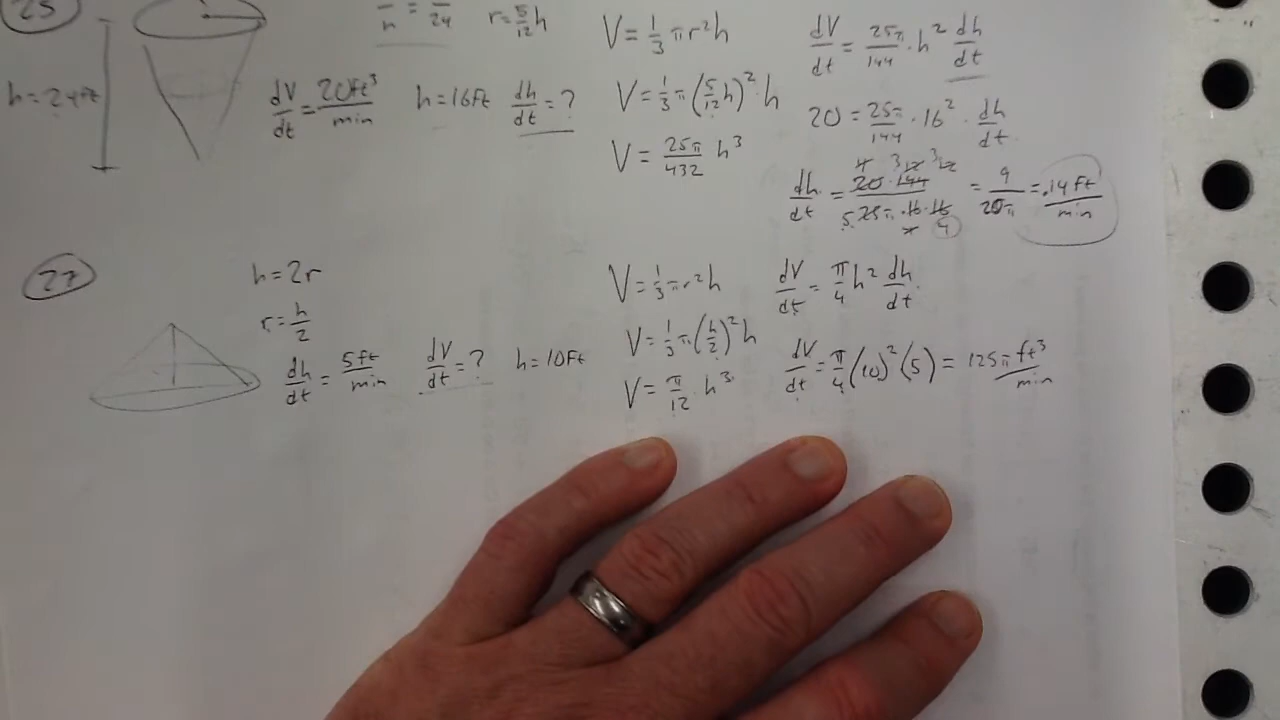 25
/n = /24   r = 5/12 h
h = 24ft
dV/dt = 20ft³/min   h = 16ft   dh/dt = ?
V = 1/3 πr²h
V = 1/3 π(5/12 h)² h
V = 25π/432 h³
dV/dt = 25π/144 · h² dh/dt
20 = 25π/144 · 16² · dh/dt
dh/dt = 20·144/25π·16·16 = 9/20π = .14ft/min
27
h = 2r
r = h/2
dh/dt = 5ft/min   dV/dt = ?   h = 10ft
V = 1/3 πr²h
V = 1/3 π(h/2)² h
V = π/12 h³
dV/dt = π/4 h² dh/dt
dV/dt = π/4 (10)² (5) = 125π ft³/min